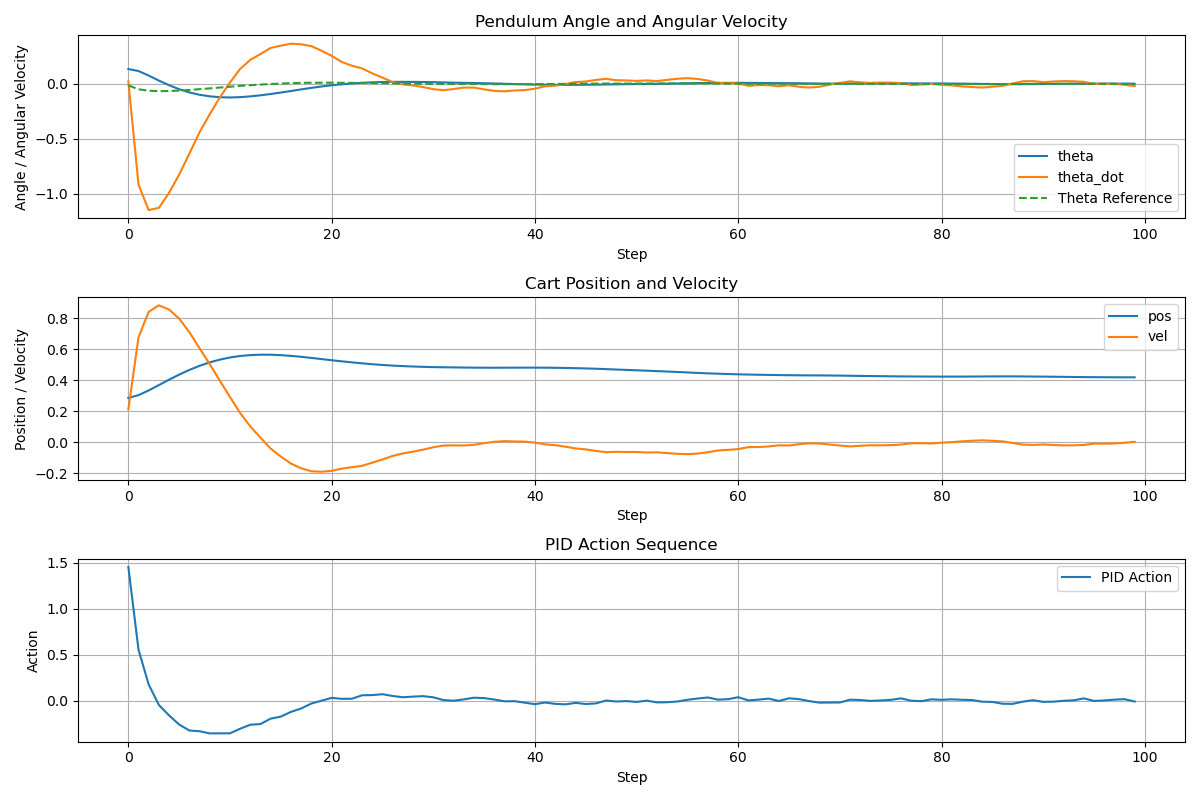 Pendulum Angle and Angular Velocity
Angle / Angular Velocity
0.0
−0.5
−1.0
theta
theta_dot
Theta Reference
0 20 40 60 80 100
Step
Cart Position and Velocity
Position / Velocity
0.8
0.6
0.4
0.2
0.0
−0.2
pos
vel
0 20 40 60 80 100
Step
PID Action Sequence
Action
1.5
1.0
0.5
0.0
PID Action
0 20 40 60 80 100
Step